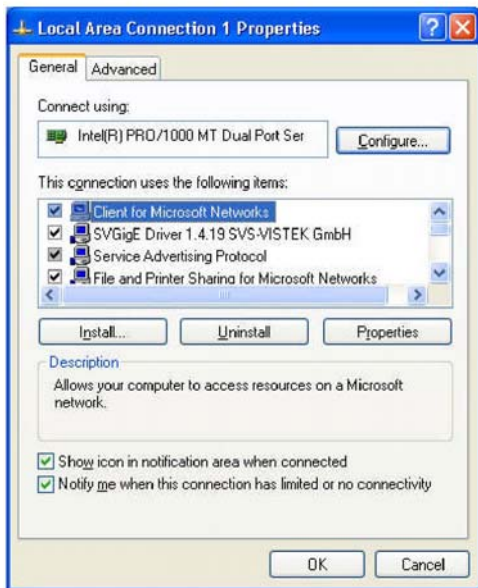 Local Area Connection 1 Properties
General
Advanced
Connect using:
Intel(R) PRO/1000 MT Dual Port Ser
Configure...
This connection uses the following items:
Client for Microsoft Networks
SVGigE Driver 1.4.19 SVS-VISTEK GmbH
Service Advertising Protocol
File and Printer Sharing for Microsoft Networks
Install...
Uninstall
Properties
Description
Allows your computer to access resources on a Microsoft
network.
Show icon in notification area when connected
Notify me when this connection has limited or no connectivity
OK
Cancel